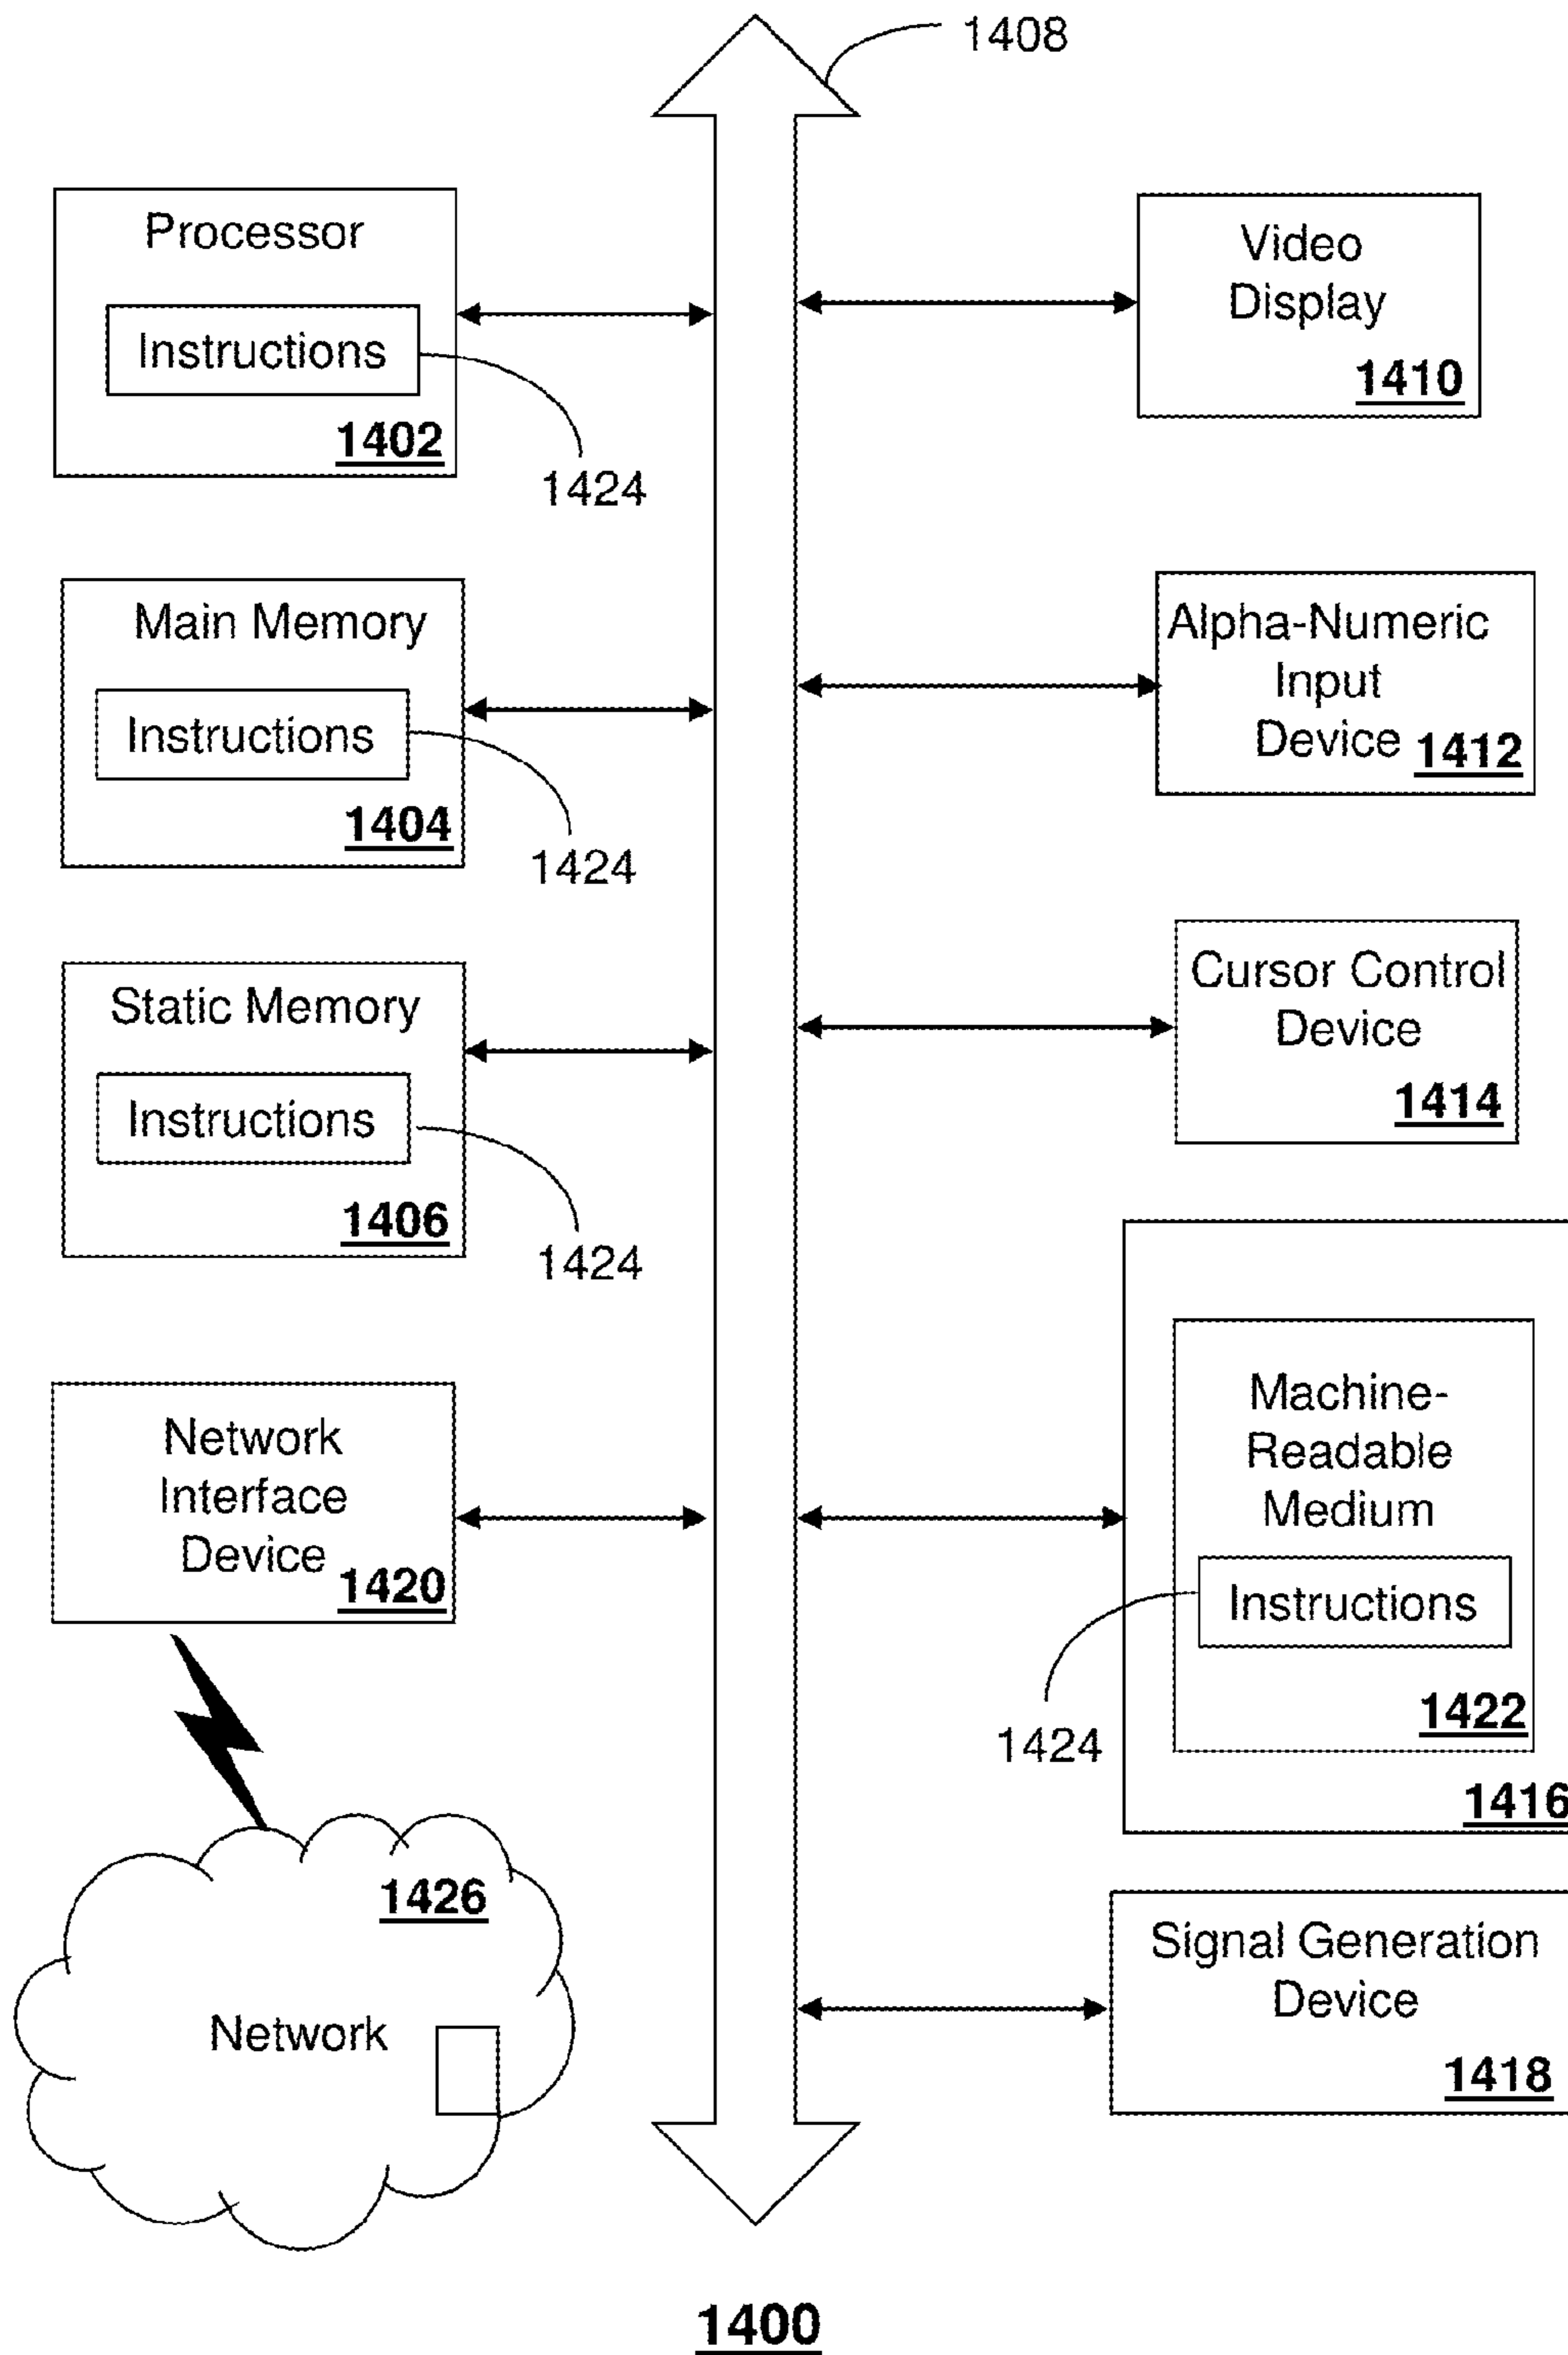 1408
Processor
Instructions
1402
1424
Main Memory
Instructions
1404
1424
Static Memory
Instructions
1406
1424
Network
Interface
Device
1420
1426
Network
Video
Display
1410
Alpha-Numeric
Input
Device 1412
Cursor Control
Device
1414
Machine-
Readable
Medium
Instructions
1422
1424
1416
Signal Generation
Device
1418
1400